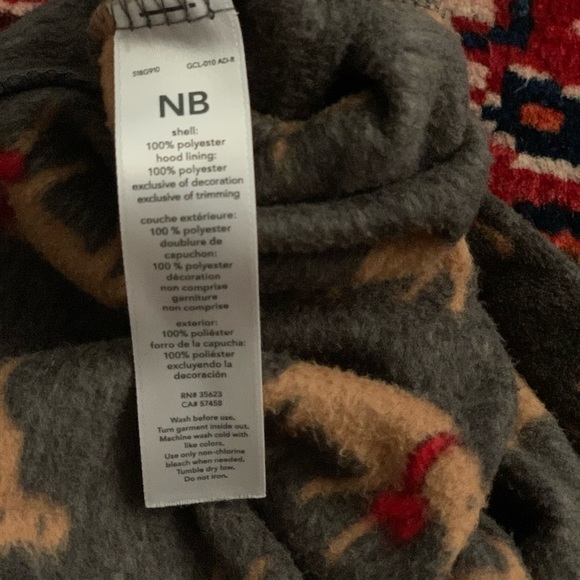 518G910 GCL-010 AD-R
NB
shell:
100% polyester
hood lining:
100% polyester
exclusive of decoration
exclusive of trimming
couche extérieure:
100 % polyester
doublure de
capuchon:
100 % polyester
décoration
non comprise
garniture
non comprise
exterior:
100% poliéster
forro de la capucha:
100% poliéster
excluyendo la
decoración
RN# 35623
CA# 57458
Wash before use.
Turn garment inside out.
Machine wash cold with
like colors.
Use only non-chlorine
bleach when needed.
Tumble dry low.
Do not iron.